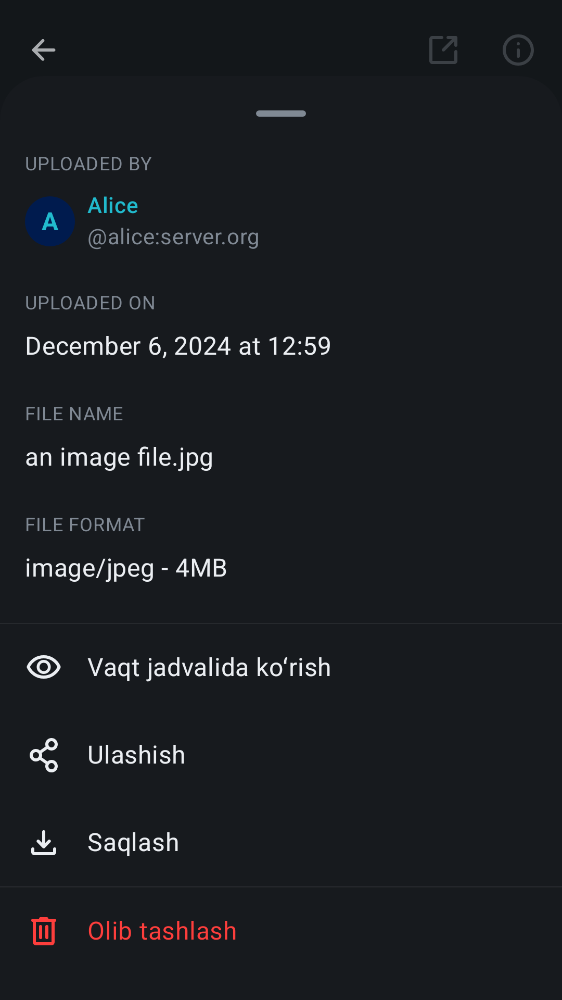 UPLOADED BY
A
Alice
@alice:server.org
UPLOADED ON
December 6, 2024 at 12:59
FILE NAME
an image file.jpg
FILE FORMAT
image/jpeg - 4MB
Vaqt jadvalida koʻrish
Ulashish
Saqlash
Olib tashlash